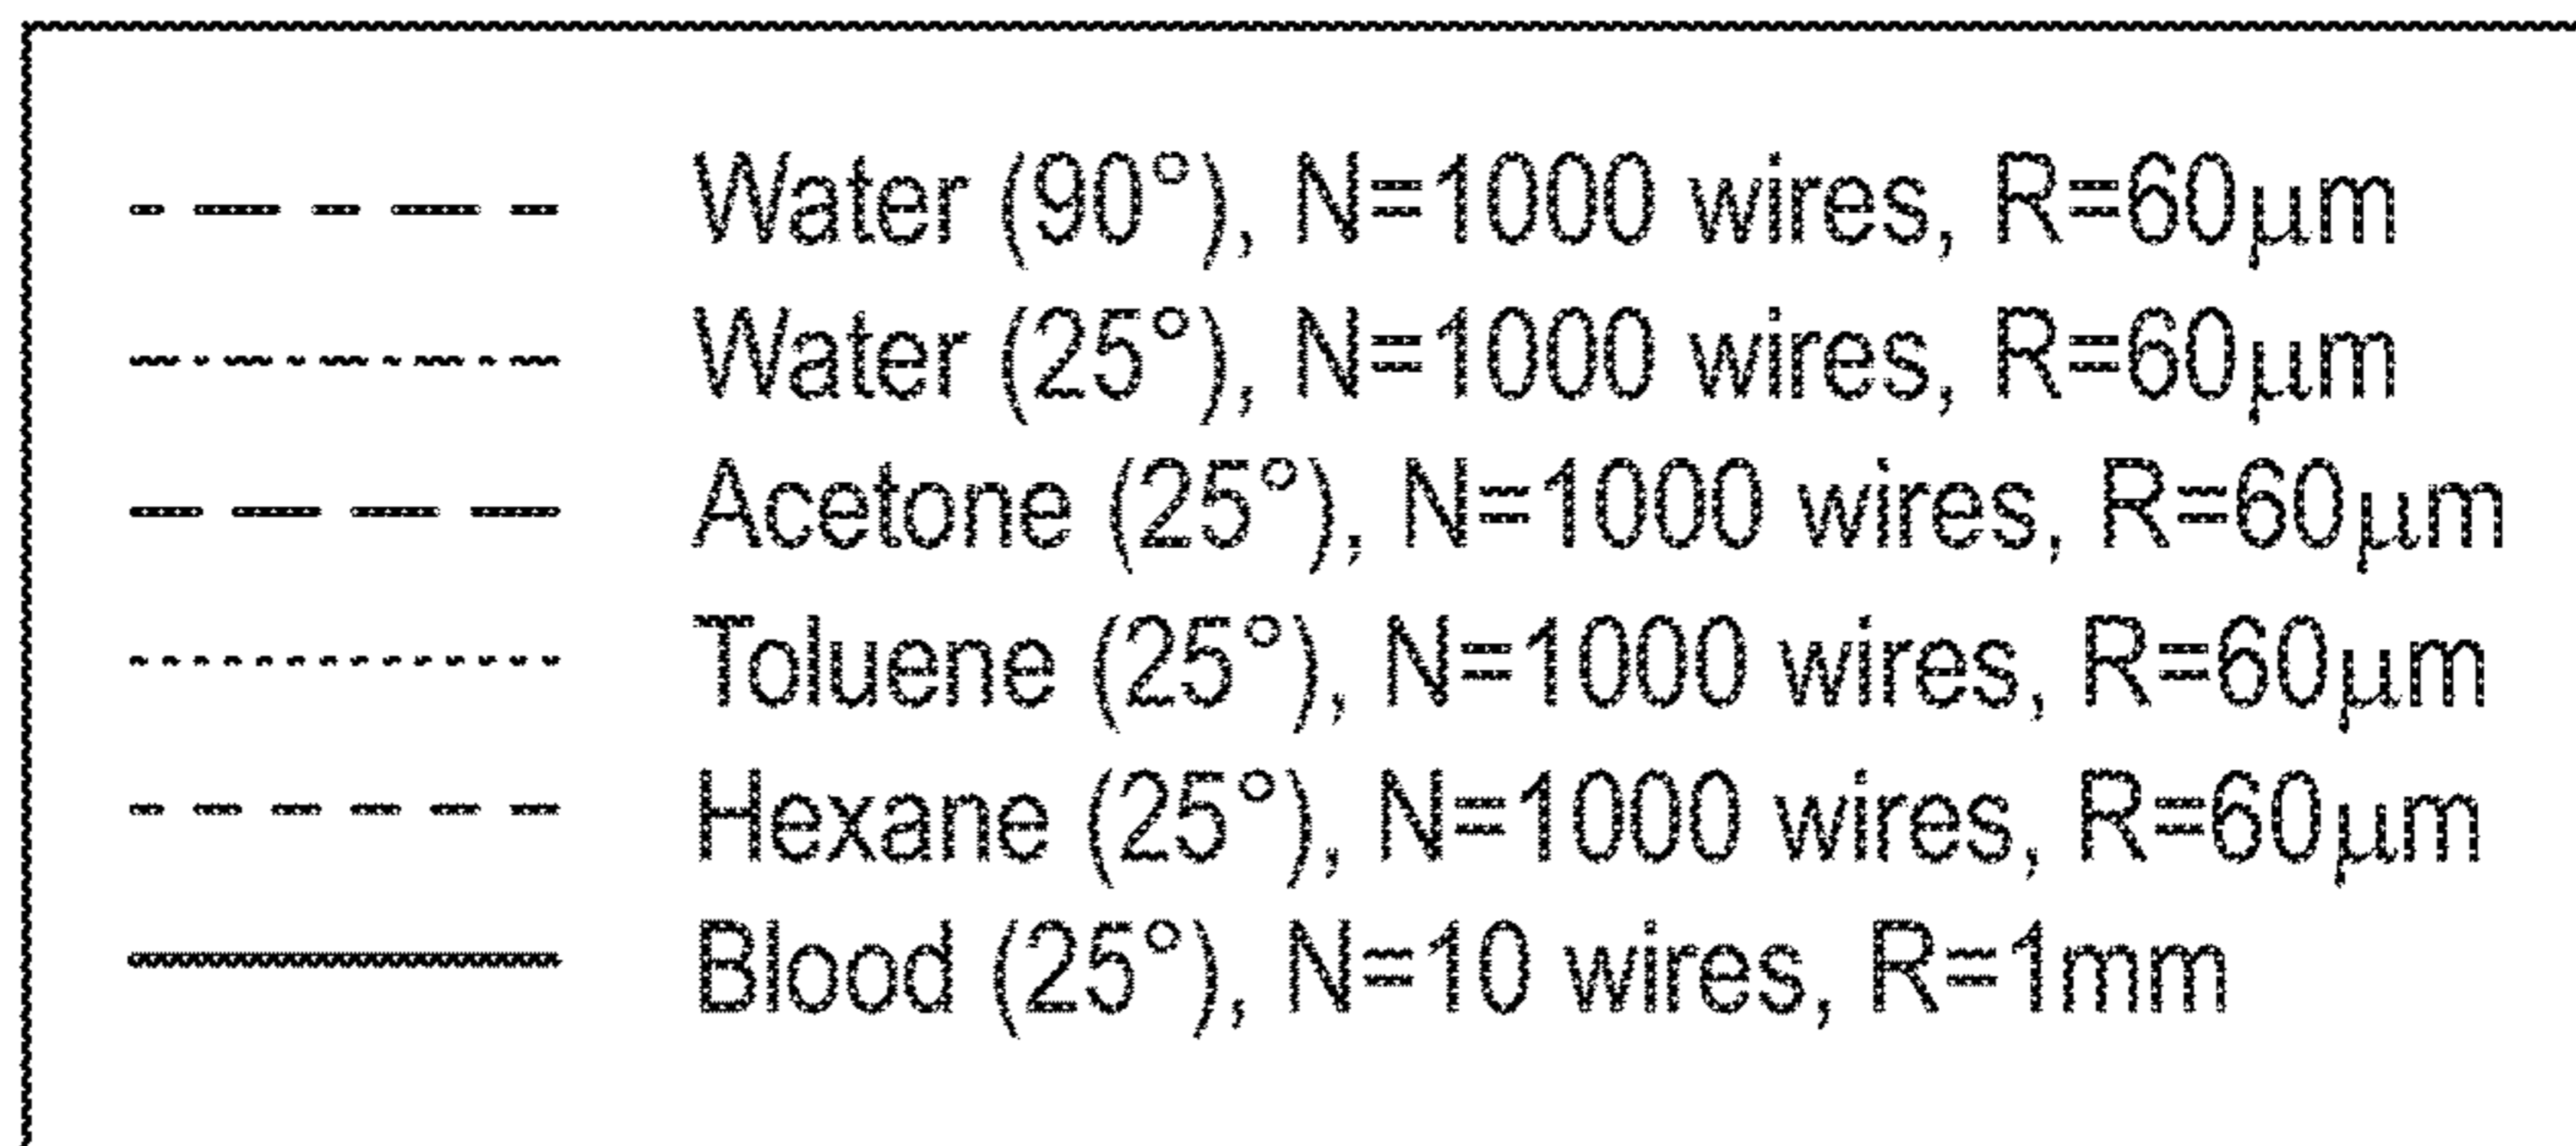 Water (90°), N=1000 wires, R=60μm
Water (25°), N=1000 wires, R=60μm
Acetone (25°), N=1000 wires, R=60μm
Toluene (25°), N=1000 wires, R=60μm
Hexane (25°), N=1000 wires, R=60μm
Blood (25°), N=10 wires, R=1mm